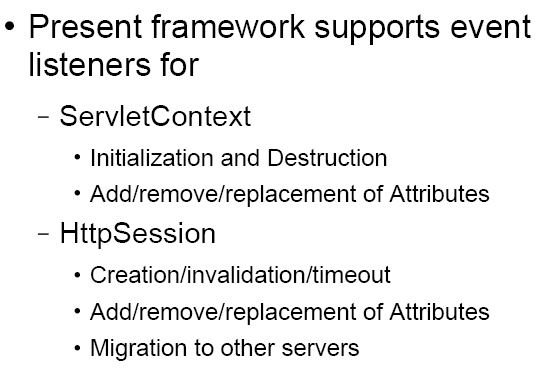 • Present framework supports event
listeners for
– ServletContext
• Initialization and Destruction
• Add/remove/replacement of Attributes
– HttpSession
• Creation/invalidation/timeout
• Add/remove/replacement of Attributes
• Migration to other servers